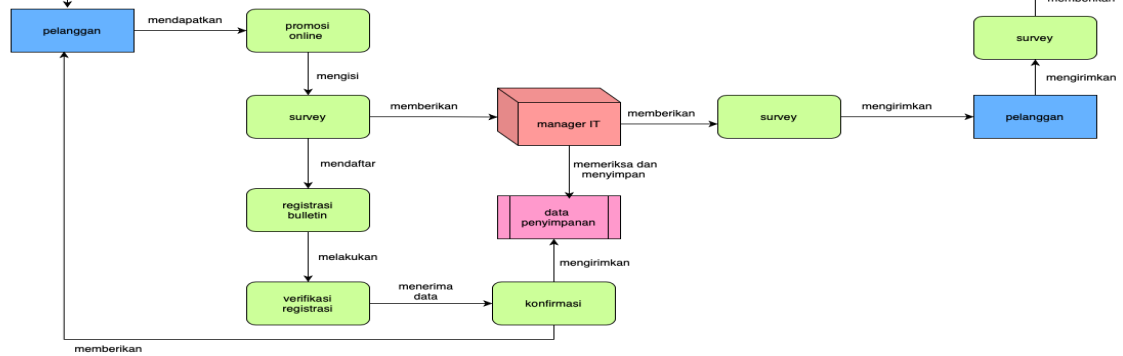 memberikan
pelanggan
mendapatkan
promosi
online
survey
mengisi
mengirimkan
survey
memberikan
manager IT
memberikan
survey
mengirimkan
pelanggan
mendaftar
memeriksa dan
menyimpan
registrasi
bulletin
data
penyimpanan
melakukan
mengirimkan
verifikasi
registrasi
menerima
data
konfirmasi
memberikan